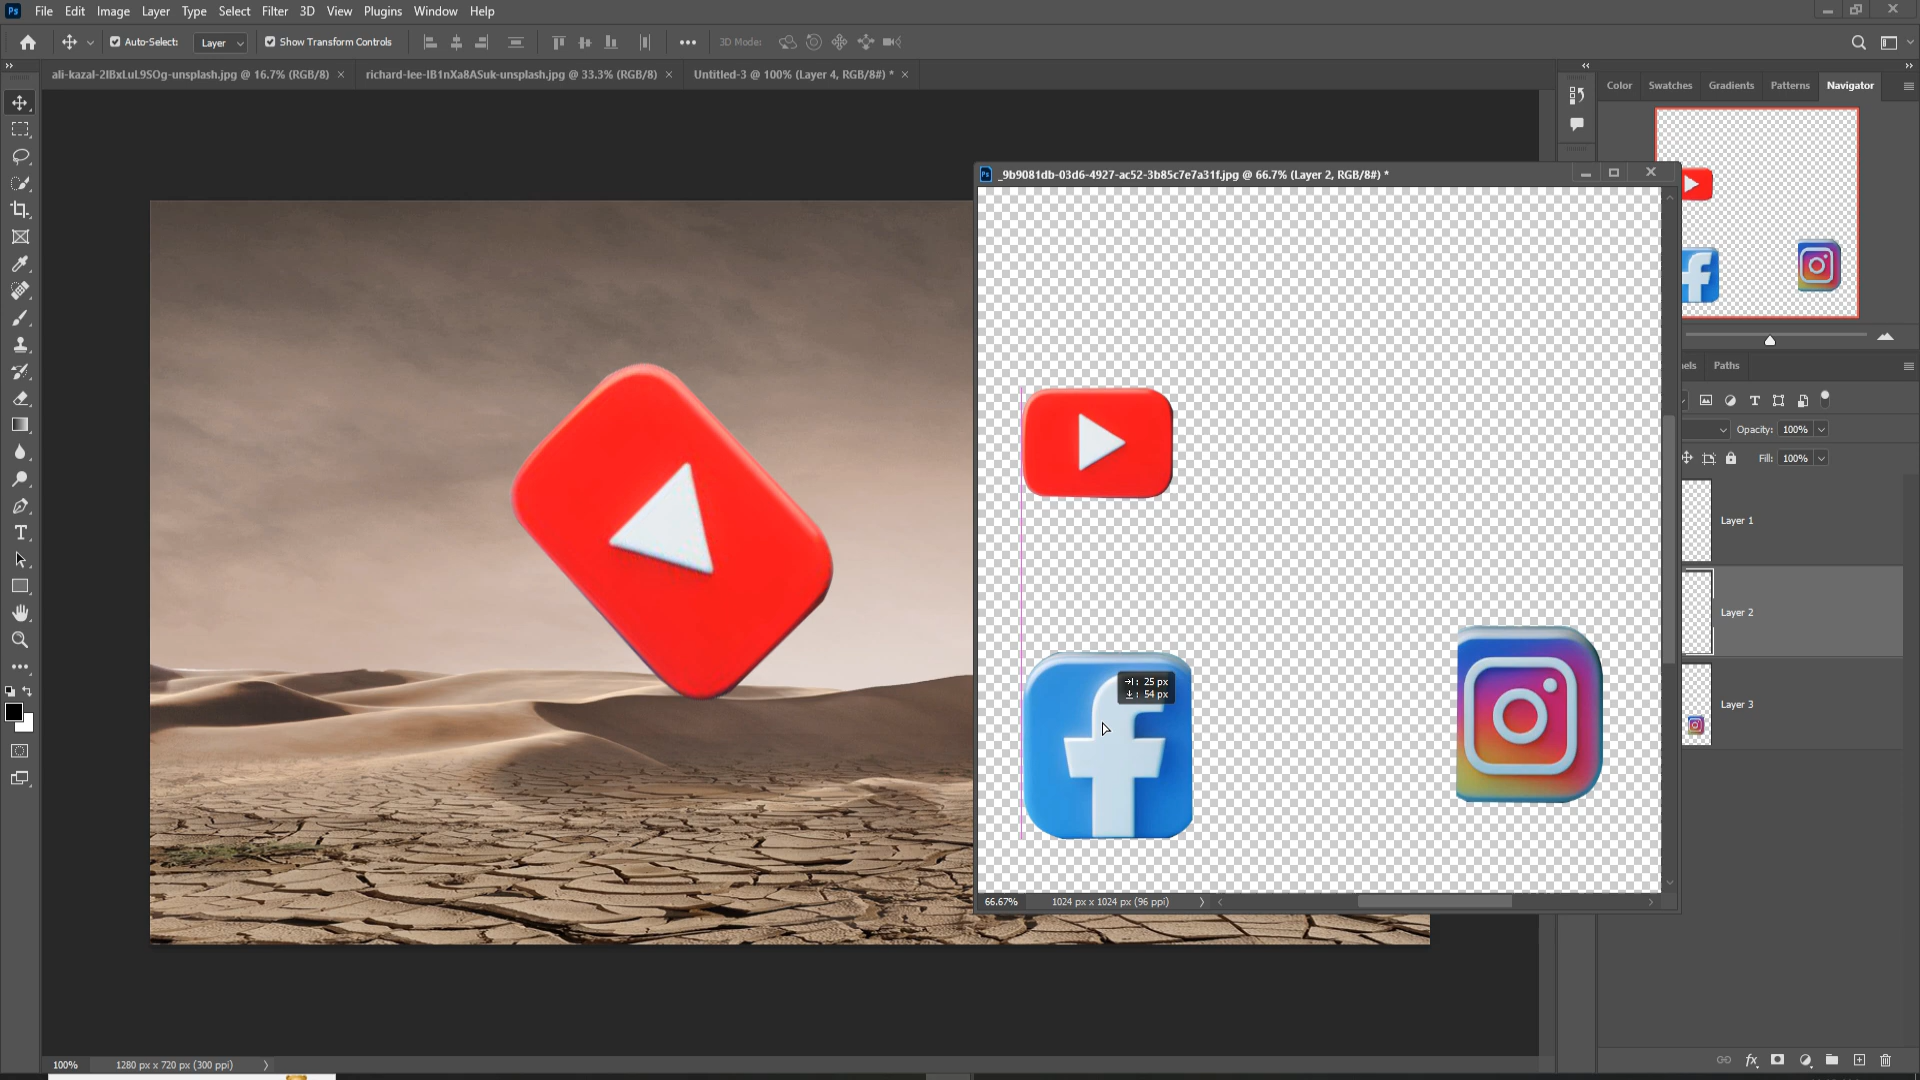 Ps File Edit Image Layer Type Select Filter 3D View Plugins Window Help
Auto-Select: Layer Show Transform Controls 3D Mode:
ali-kazal-2IBxLuL9SOg-unsplash.jpg @ 16.7% (RGB/8) × richard-lee-IB1nXa8ASuk-unsplash.jpg @ 33.3% (RGB/8) × Untitled-3 @ 100% (Layer 4, RGB/8#) * ×
Color Swatches Gradients Patterns Navigator
Ps _9b9081db-03d6-4927-ac52-3b85c7e7a31f.jpg @ 66.7% (Layer 2, RGB/8#) *
nels Paths
Opacity: 100%
Fill: 100%
Layer 1
Layer 2
Layer 3
: 25 px
: 54 px
66.67% 1024 px x 1024 px (96 ppi)
100% 1280 px x 720 px (300 ppi)
fx